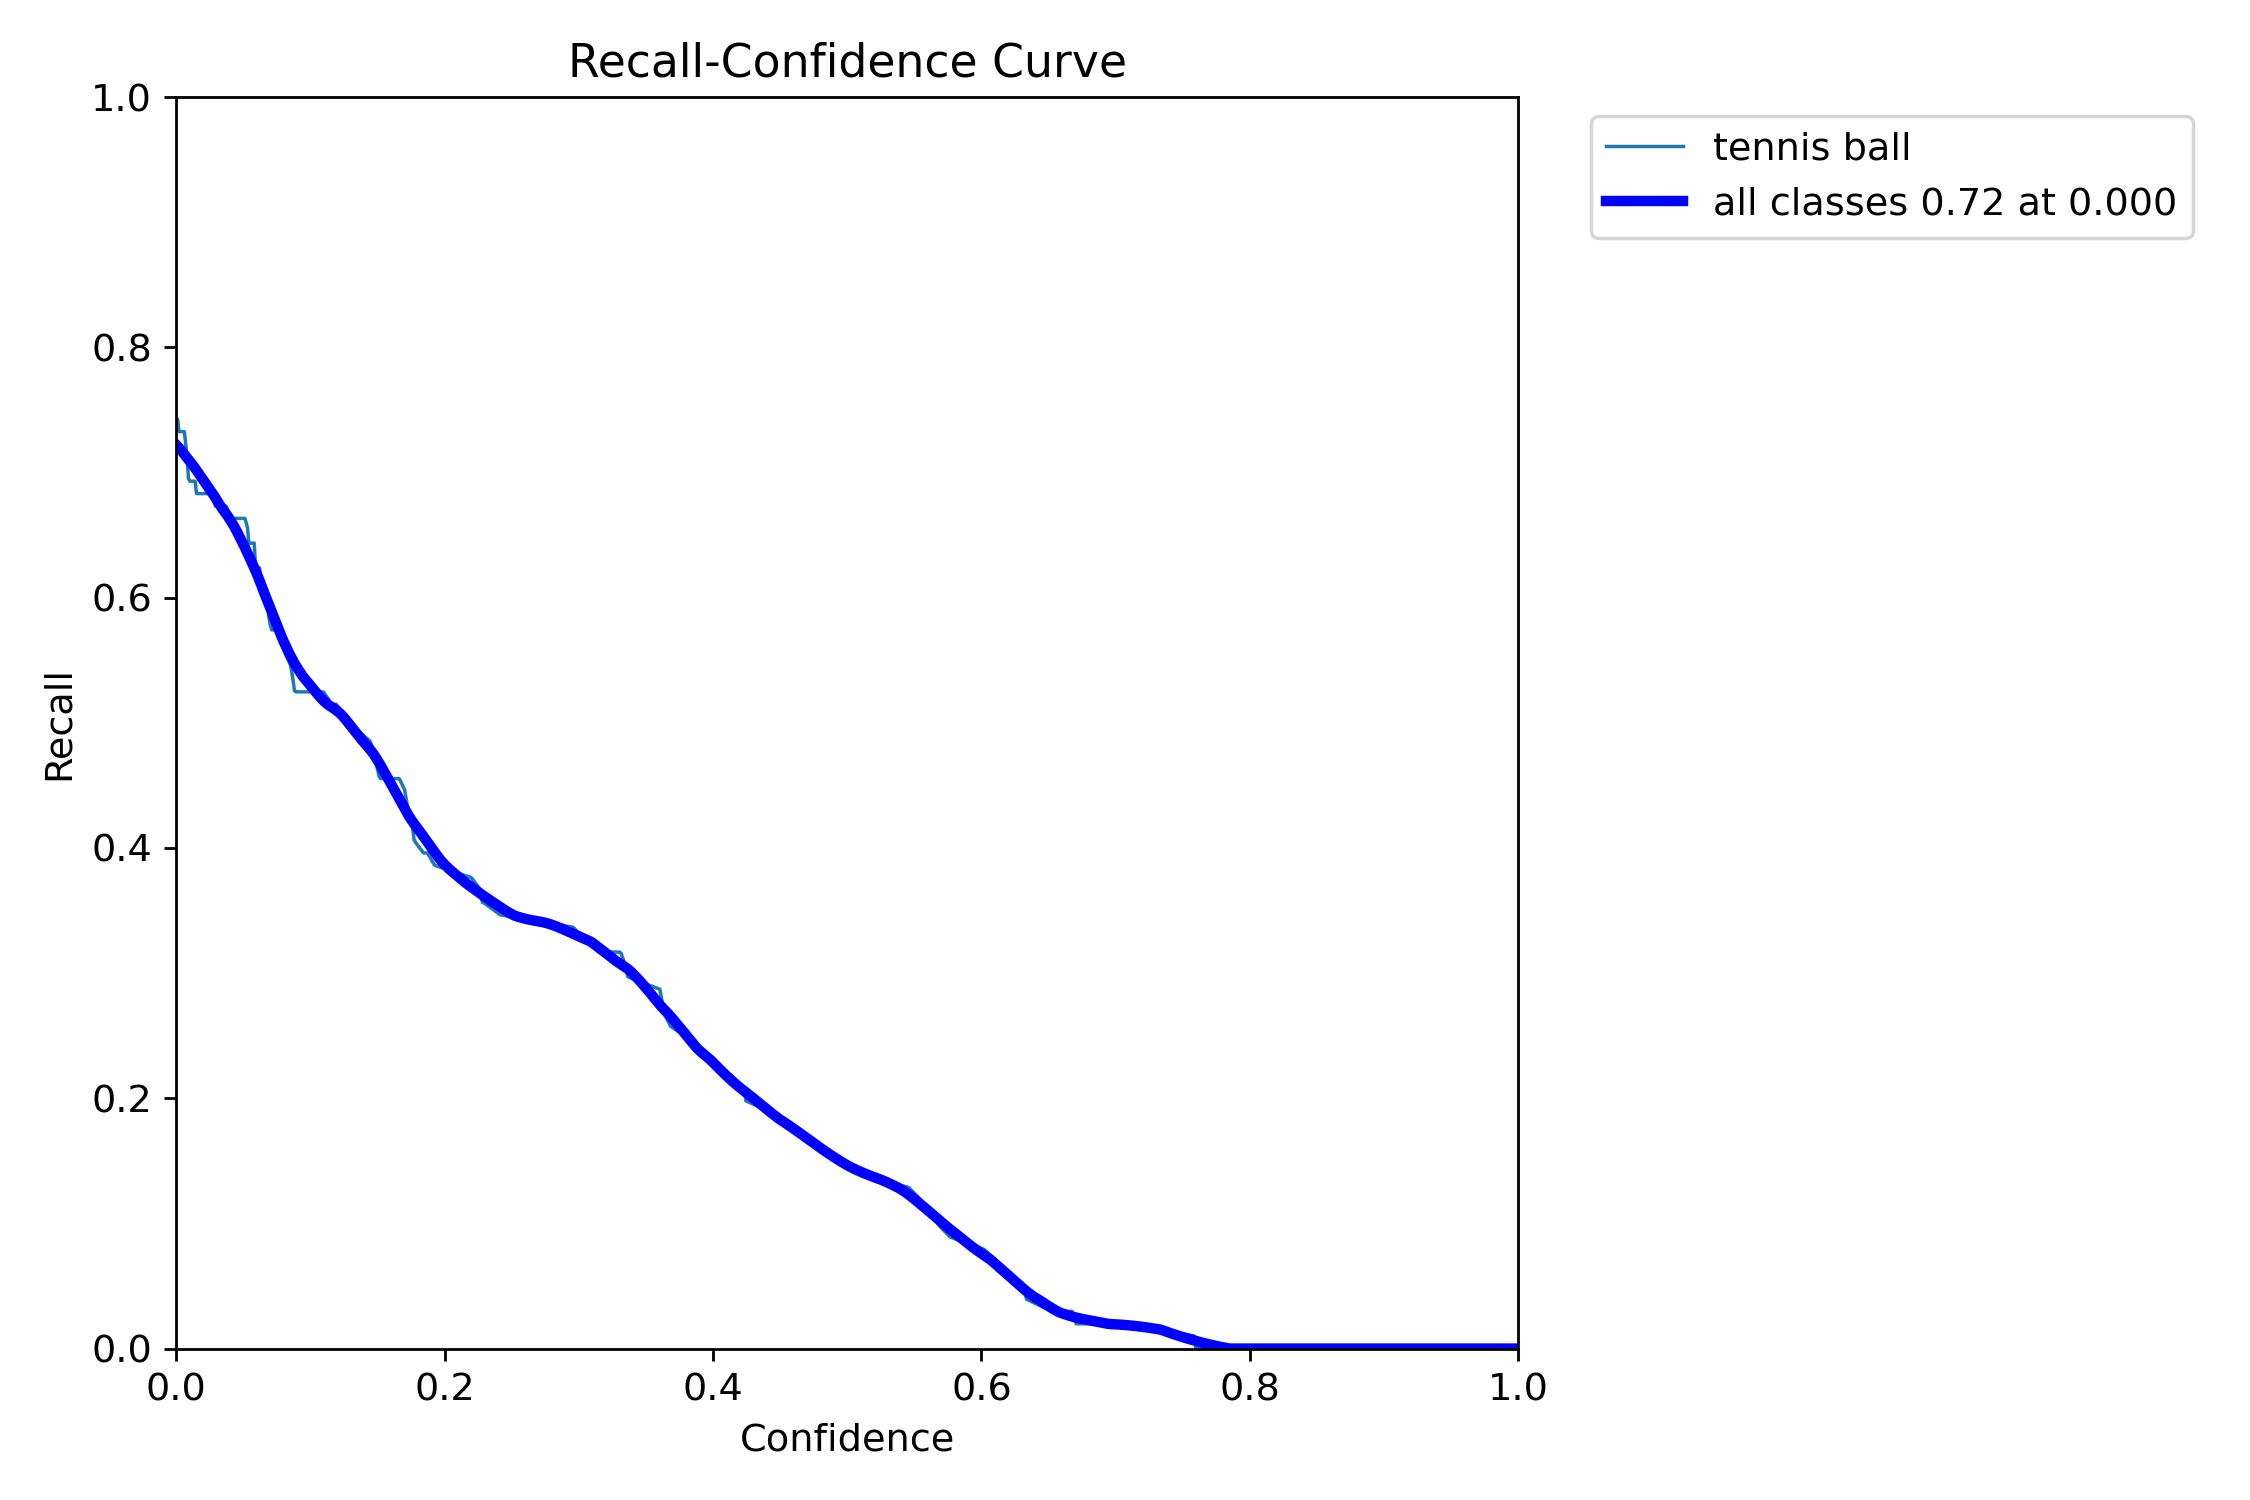 Recall-Confidence Curve
1.0
0.8
0.6
0.4
0.2
0.0
Recall
0.0 0.2 0.4 0.6 0.8 1.0
Confidence
tennis ball
all classes 0.72 at 0.000